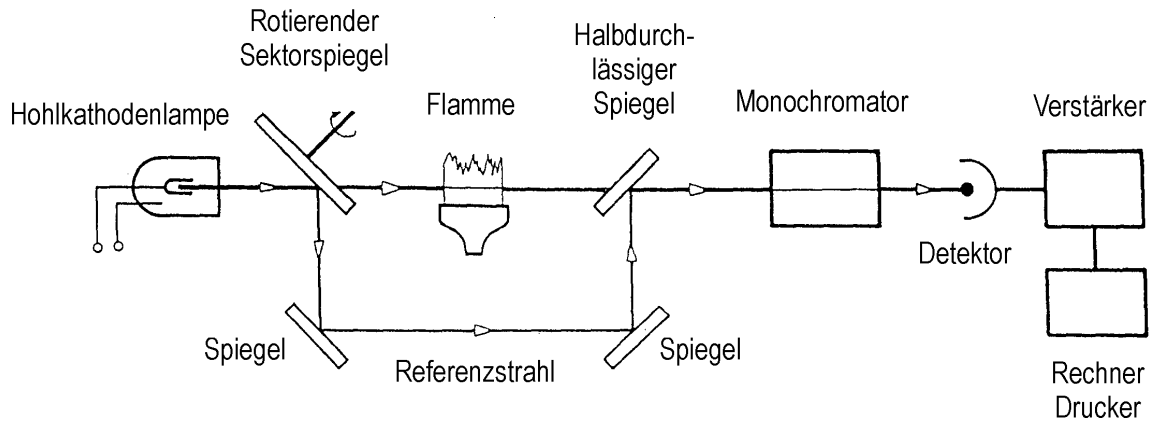 Rotierender
Sektorspiegel
Halbdurch-
lässiger
Spiegel
Hohlkathodenlampe
Flamme
Monochromator
Verstärker
Detektor
Spiegel
Referenzstrahl
Spiegel
Rechner
Drucker